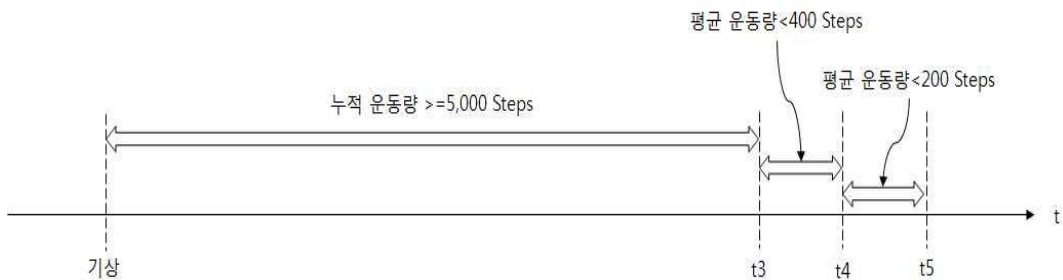 평균 운동량<400 Steps
평균 운동량<200 Steps
누적 운동량 >=5,000 Steps
t
기상
t3
t4
t5